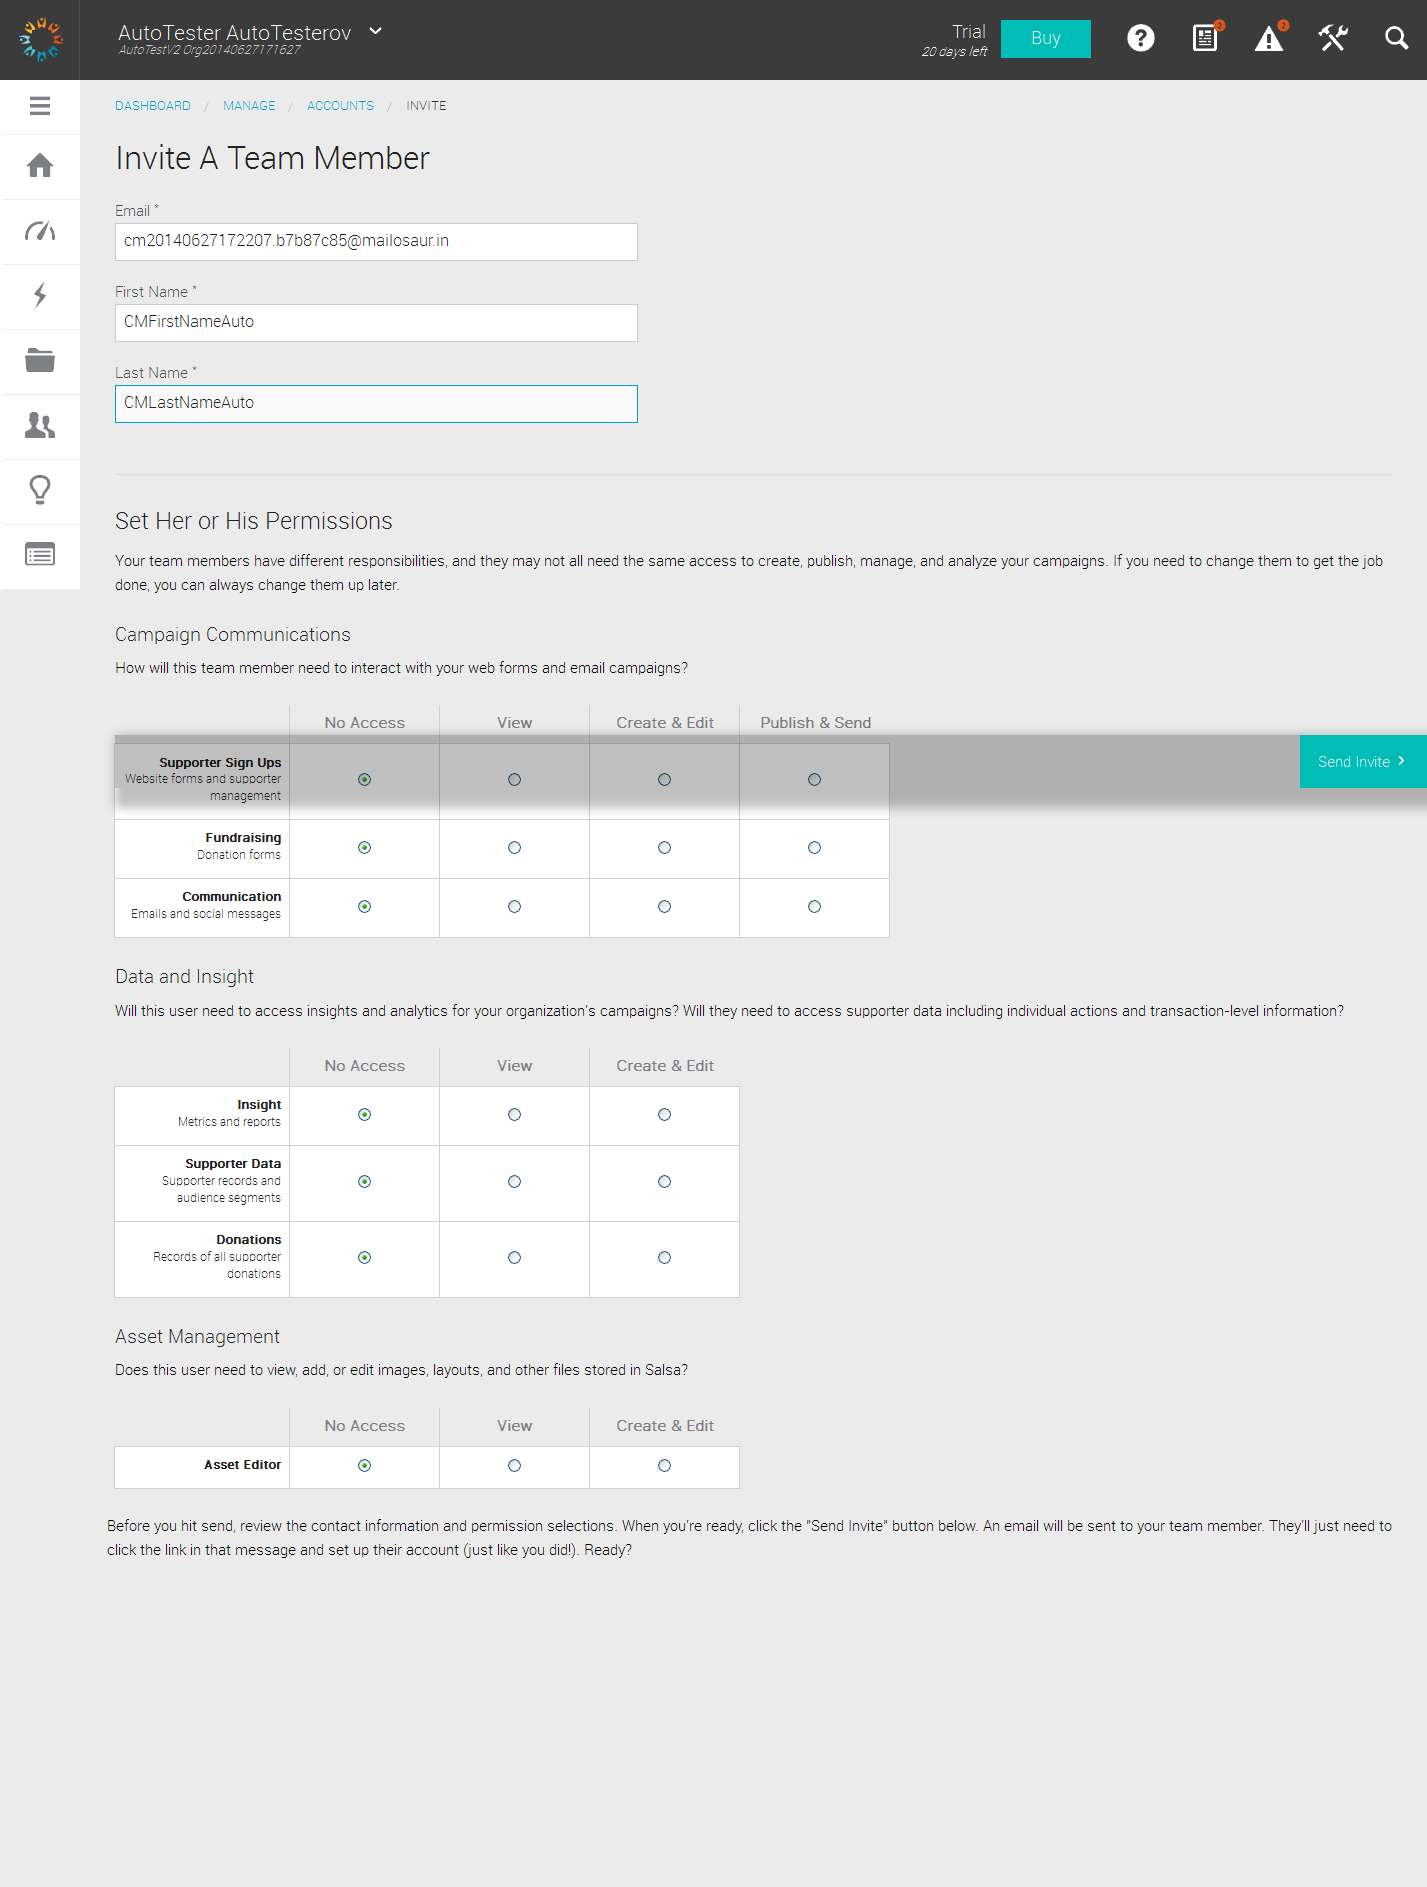 AutoTester AutoTesterov
AutoTestV2 Org20140627171627
Trial
20 days left
Buy
2
2
DASHBOARD / MANAGE / ACCOUNTS / INVITE
Invite A Team Member
Email *
cm20140627172207.b7b87c85@mailosaur.in
First Name *
CMFirstNameAuto
Last Name *
CMLastNameAuto
Set Her or His Permissions
Your team members have different responsibilities, and they may not all need the same access to create, publish, manage, and analyze your campaigns. If you need to change them to get the job
done, you can always change them up later.
Campaign Communications
How will this team member need to interact with your web forms and email campaigns?
No Access View Create & Edit Publish & Send
Supporter Sign Ups
Website forms and supporter
management
Send Invite
Fundraising
Donation forms
Communication
Emails and social messages
Data and Insight
Will this user need to access insights and analytics for your organization's campaigns? Will they need to access supporter data including individual actions and transaction-level information?
No Access View Create & Edit
Insight
Metrics and reports
Supporter Data
Supporter records and
audience segments
Donations
Records of all supporter
donations
Asset Management
Does this user need to view, add, or edit images, layouts, and other files stored in Salsa?
No Access View Create & Edit
Asset Editor
Before you hit send, review the contact information and permission selections. When you're ready, click the "Send Invite" button below. An email will be sent to your team member. They'll just need to
click the link in that message and set up their account (just like you did!). Ready?